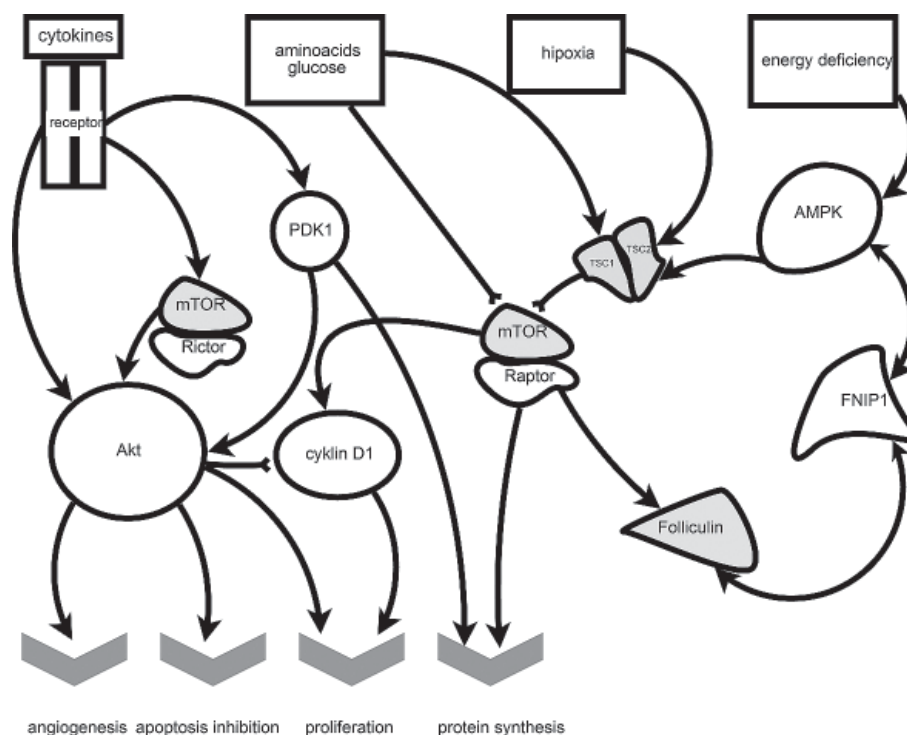 cytokines
receptor
aminoacids
glucose
hipoxia
energy deficiency
PDK1
AMPK
TSC1
TSC2
mTOR
Rictor
mTOR
Raptor
FNIP1
Akt
cyklin D1
Folliculin
angiogenesis
apoptosis inhibition
proliferation
protein synthesis